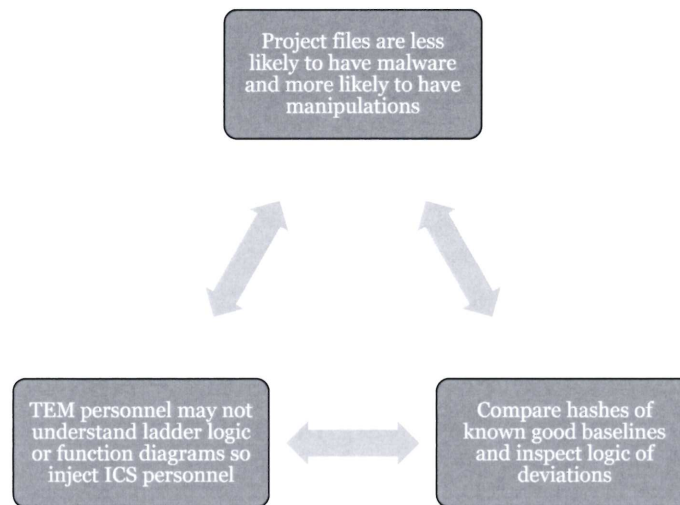 Project files are less
likely to have malware
and more likely to have
manipulations
TEM personnel may not
understand ladder logic
or function diagrams so
inject ICS personnel
Compare hashes of
known good baselines
and inspect logic of
deviations